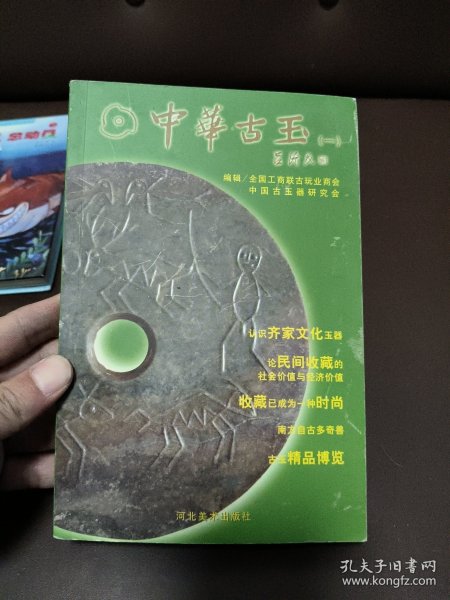 中華古玉(一)
编辑/全国工商联古玩业商会
中国古玉器研究会
认识齐家文化玉器
论民间收藏的
社会价值与经济价值
收藏已成为一种时尚
南方自古多奇兽
精品博览
河北美术出版社
孔夫子旧书网
www.kongfz.com